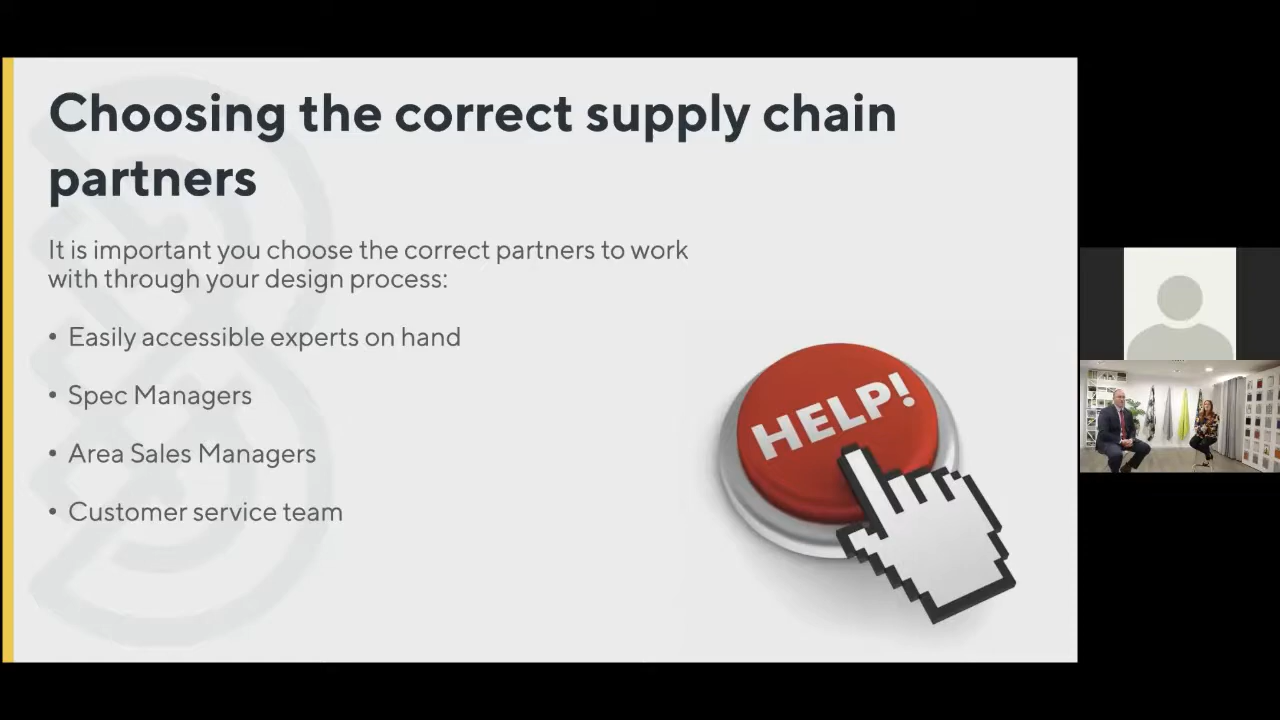 Choosing the correct supply chain
partners
It is important you choose the correct partners to work
with through your design process:
• Easily accessible experts on hand
• Spec Managers
• Area Sales Managers
• Customer service team
HELP!